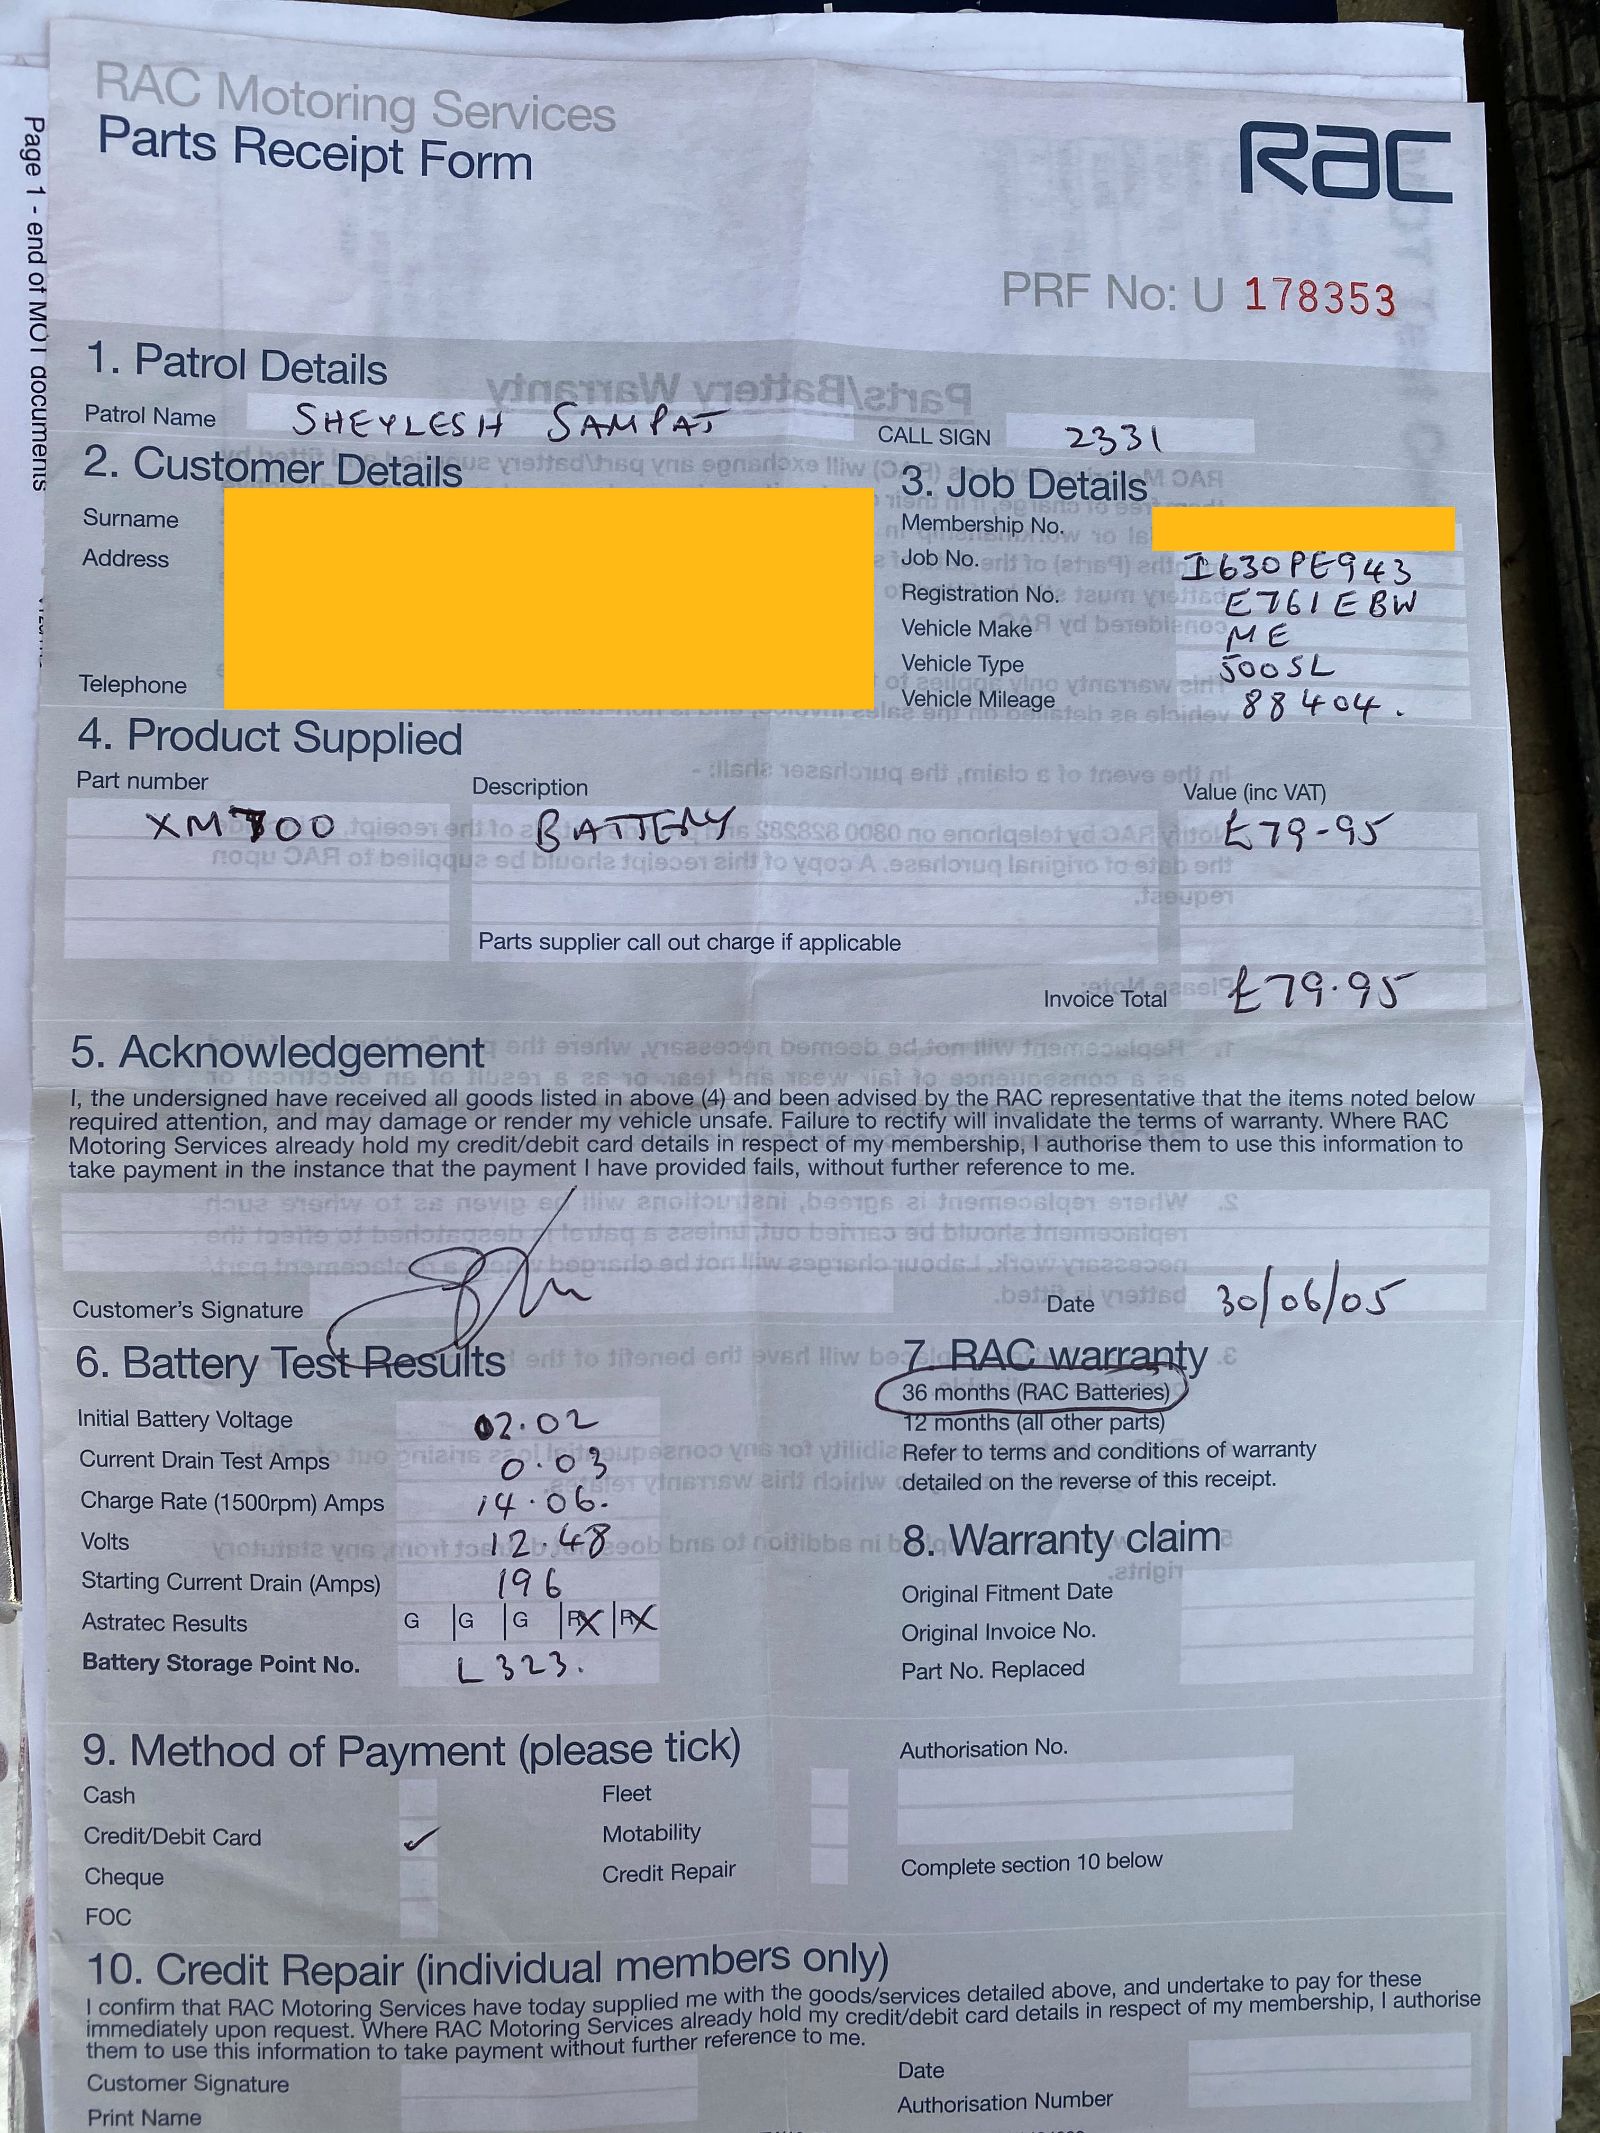 RAC Motoring Services
Parts Receipt Form
RAC
PRF No: U 178353
Page 1 - end of MOT documents
1. Patrol Details
Patrol Name SHEYLESH SAMPAT CALL SIGN 2331
2. Customer Details
Surname
Address
Telephone
3. Job Details
Membership No.
Job No. I630PE943
Registration No. E761EBW
Vehicle Make ME
Vehicle Type 500SL
Vehicle Mileage 88404.
4. Product Supplied
Part number Description Value (inc VAT)
XM700 BATTERY £79-95
Parts supplier call out charge if applicable
Invoice Total £79.95
5. Acknowledgement
I, the undersigned have received all goods listed in above (4) and been advised by the RAC representative that the items noted below
required attention, and may damage or render my vehicle unsafe. Failure to rectify will invalidate the terms of warranty. Where RAC
Motoring Services already hold my credit/debit card details in respect of my membership, I authorise them to use this information to
take payment in the instance that the payment I have provided fails, without further reference to me.
Customer's Signature Date 30/06/05
6. Battery Test Results
Initial Battery Voltage 02.02
Current Drain Test Amps 0.03
Charge Rate (1500rpm) Amps 14.06.
Volts 12.48
Starting Current Drain (Amps) 196
Astratec Results G | G | G | R | R
Battery Storage Point No. L323.
7. RAC warranty
36 months (RAC Batteries)
12 months (all other parts)
Refer to terms and conditions of warranty
detailed on the reverse of this receipt.
8. Warranty claim
Original Fitment Date
Original Invoice No.
Part No. Replaced
9. Method of Payment (please tick)
Cash
Credit/Debit Card ✓
Cheque
FOC
Fleet
Motability
Credit Repair
Authorisation No.
Complete section 10 below
10. Credit Repair (individual members only)
I confirm that RAC Motoring Services have today supplied me with the goods/services detailed above, and undertake to pay for these
immediately upon request. Where RAC Motoring Services already hold my credit/debit card details in respect of my membership, I authorise
them to use this information to take payment without further reference to me.
Customer Signature
Print Name
Date
Authorisation Number